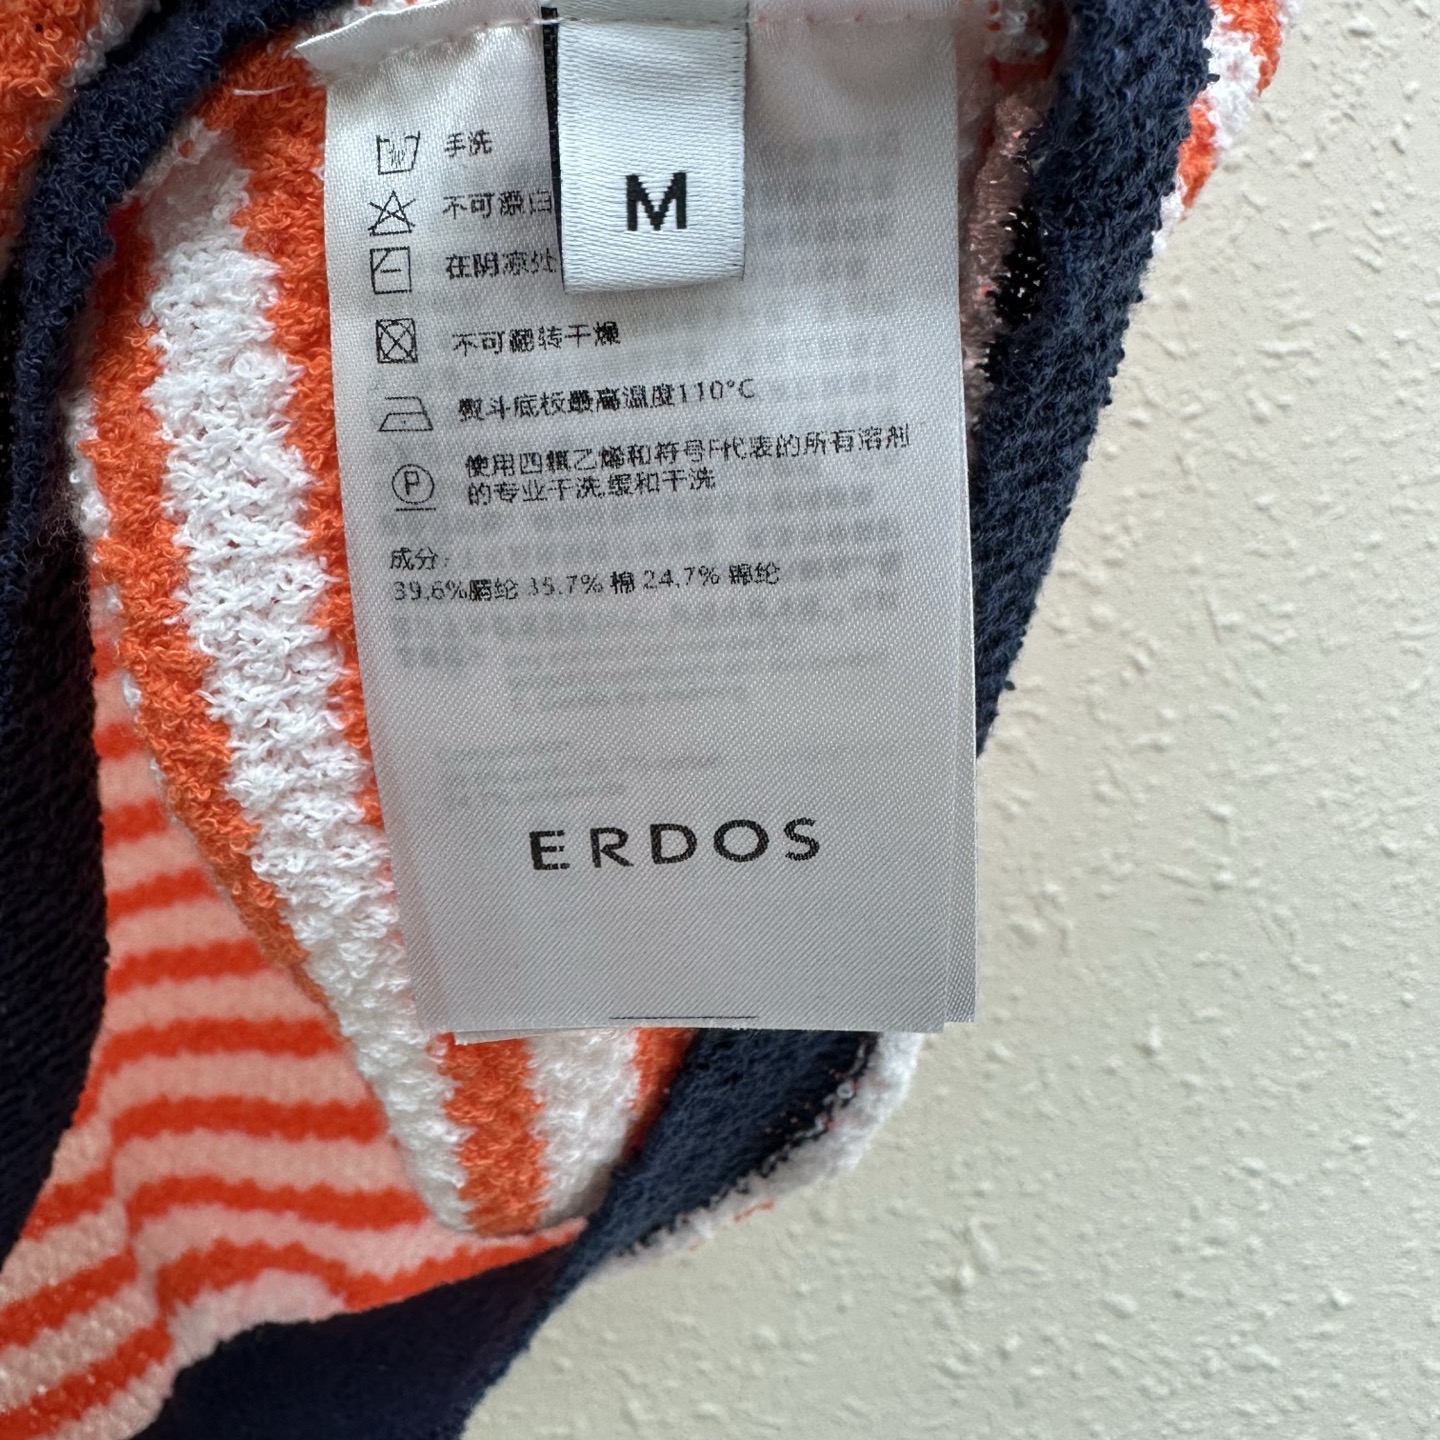 M
手洗
不可漂白
在阴凉处
不可翻转干燥
熨斗底板最高温度110°C
使用四氯乙烯和符号F代表的所有溶剂
的专业干洗缓和干洗
P
成分:
39.6%腈纶 35.7% 棉 24.7% 锦纶
ERDOS